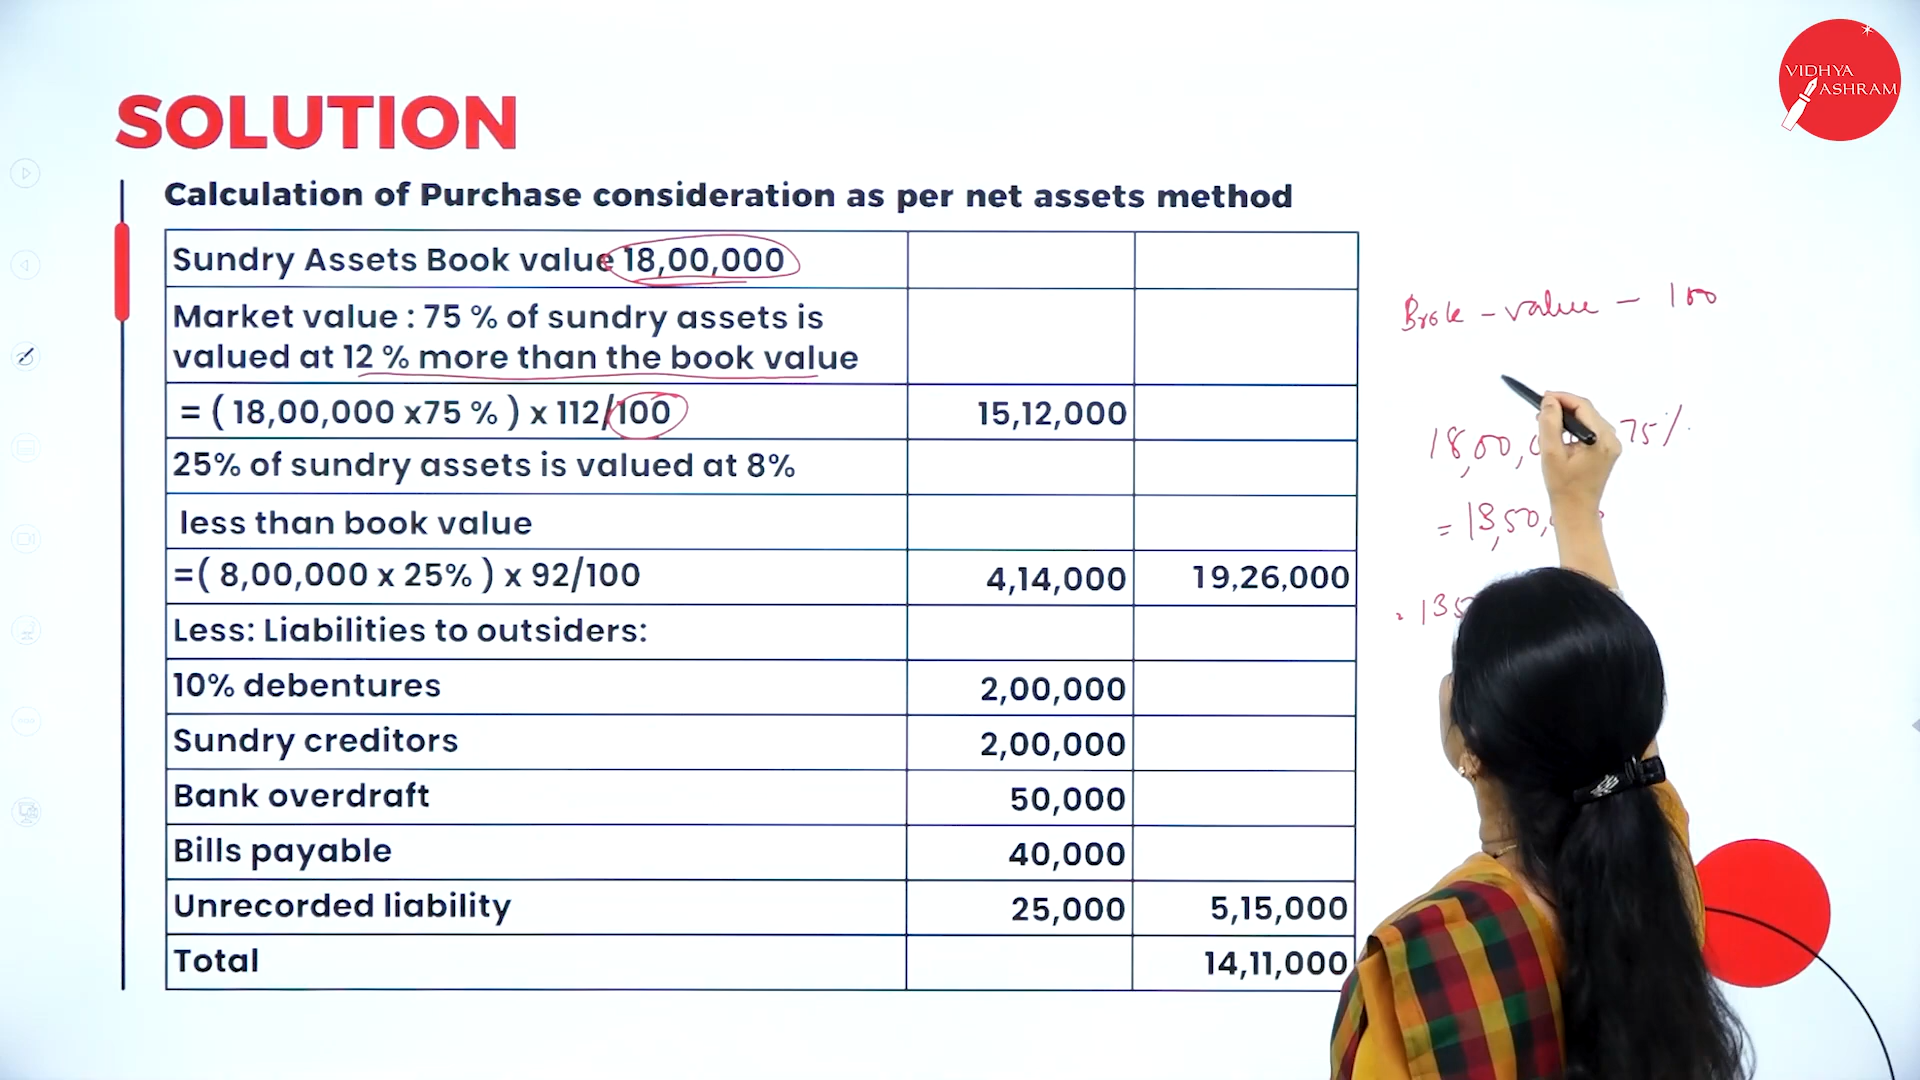 VIDHYA
ASHRAM
SOLUTION
Calculation of Purchase consideration as per net assets method
Sundry Assets Book value 18,00,000
Market value : 75 % of sundry assets is
valued at 12 % more than the book value
= ( 18,00,000 x75 % ) x 112/100 15,12,000
25% of sundry assets is valued at 8%
less than book value
=( 8,00,000 x 25% ) x 92/100 4,14,000 19,26,000
Less: Liabilities to outsiders:
10% debentures 2,00,000
Sundry creditors 2,00,000
Bank overdraft 50,000
Bills payable 40,000
Unrecorded liability 25,000 5,15,000
Total 14,11,000
Book - value - 100
75%